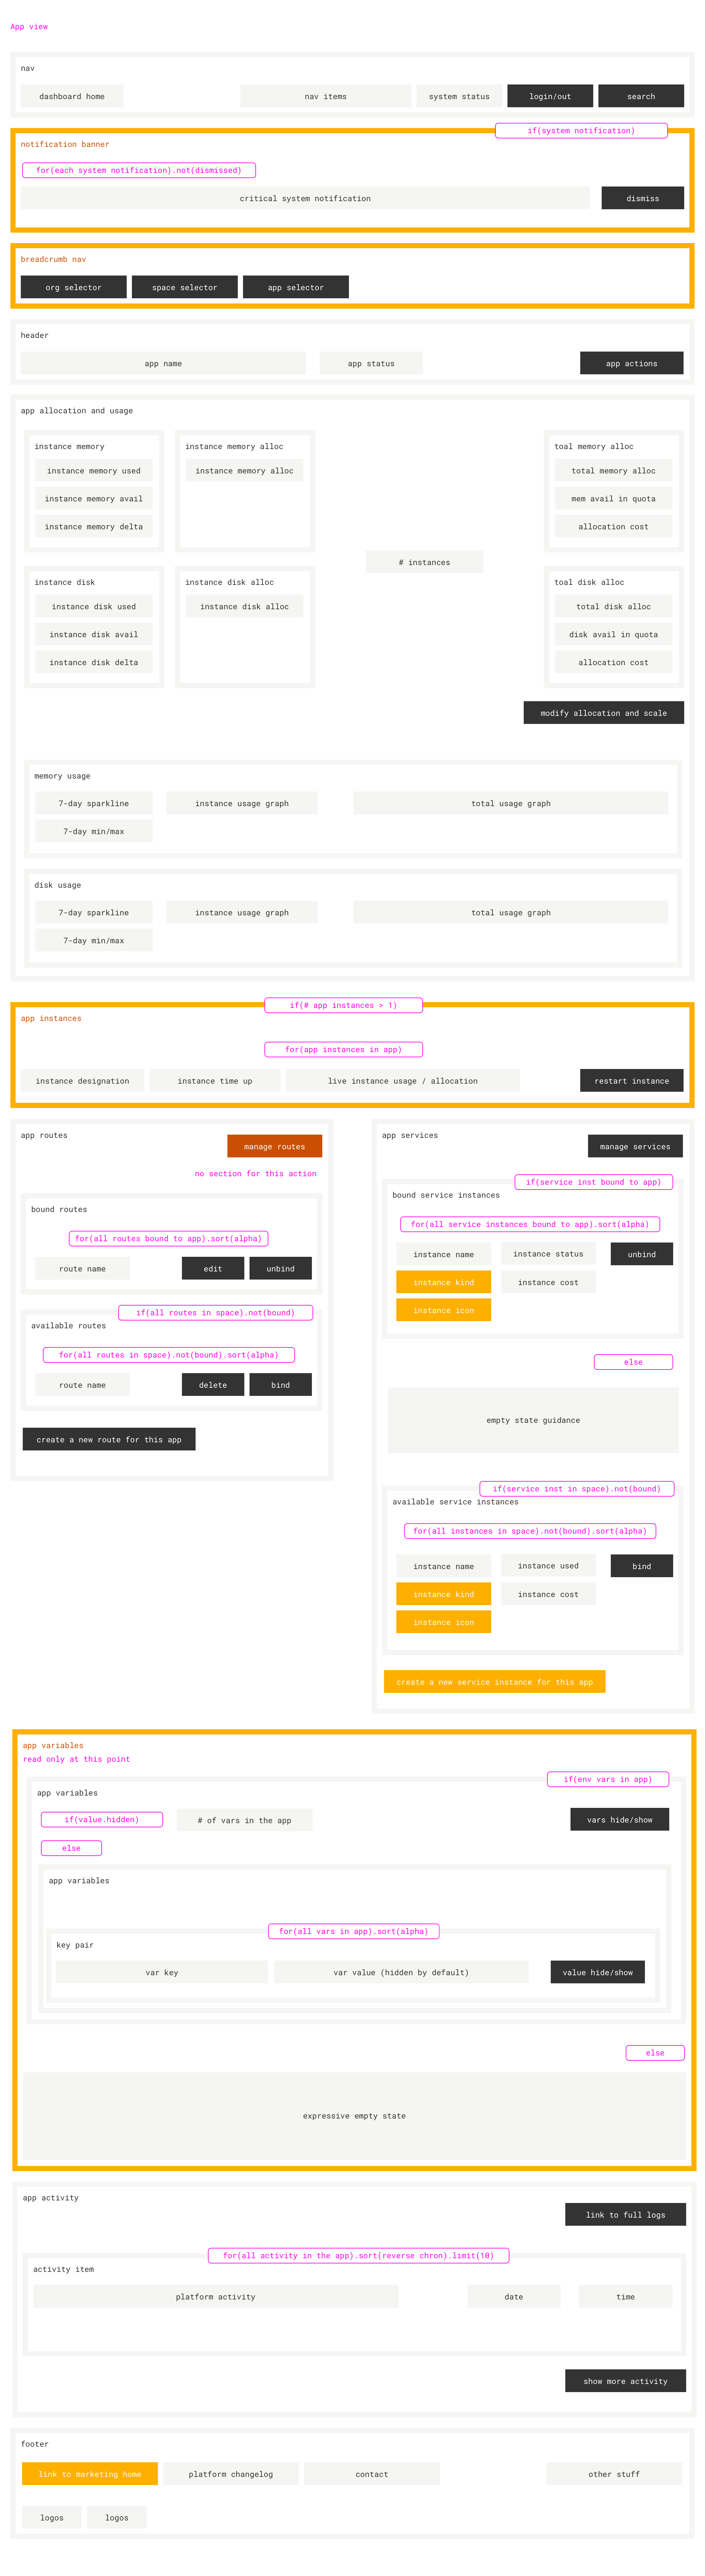 App view
nav
dashboard home
nav items
system status
login/out
search
if(system notification)
notification banner
for(each system notification).not(dismissed)
critical system notification
dismiss
breadcrumb nav
org selector
space selector
app selector
header
app name
app status
app actions
app allocation and usage
instance memory
instance memory used
instance memory avail
instance memory delta
instance memory alloc
instance memory alloc
toal memory alloc
total memory alloc
mem avail in quota
allocation cost
# instances
instance disk
instance disk used
instance disk avail
instance disk delta
instance disk alloc
instance disk alloc
toal disk alloc
total disk alloc
disk avail in quota
allocation cost
modify allocation and scale
memory usage
7-day sparkline
instance usage graph
total usage graph
7-day min/max
disk usage
7-day sparkline
instance usage graph
total usage graph
7-day min/max
if(# app instances > 1)
app instances
for(app instances in app)
instance designation
instance time up
live instance usage / allocation
restart instance
app routes
manage routes
no section for this action
bound routes
for(all routes bound to app).sort(alpha)
route name
edit
unbind
if(all routes in space).not(bound)
available routes
for(all routes in space).not(bound).sort(alpha)
route name
delete
bind
create a new route for this app
app services
manage services
if(service inst bound to app)
bound service instances
for(all service instances bound to app).sort(alpha)
instance name
instance status
unbind
instance kind
instance cost
instance icon
else
empty state guidance
if(service inst in space).not(bound)
available service instances
for(all instances in space).not(bound).sort(alpha)
instance name
instance used
bind
instance kind
instance cost
instance icon
create a new service instance for this app
app variables
read only at this point
if(env vars in app)
app variables
if(value.hidden)
# of vars in the app
vars hide/show
else
app variables
for(all vars in app).sort(alpha)
key pair
var key
var value (hidden by default)
value hide/show
else
expressive empty state
app activity
link to full logs
for(all activity in the app).sort(reverse chron).limit(10)
activity item
platform activity
date
time
show more activity
footer
link to marketing home
platform changelog
contact
other stuff
logos
logos